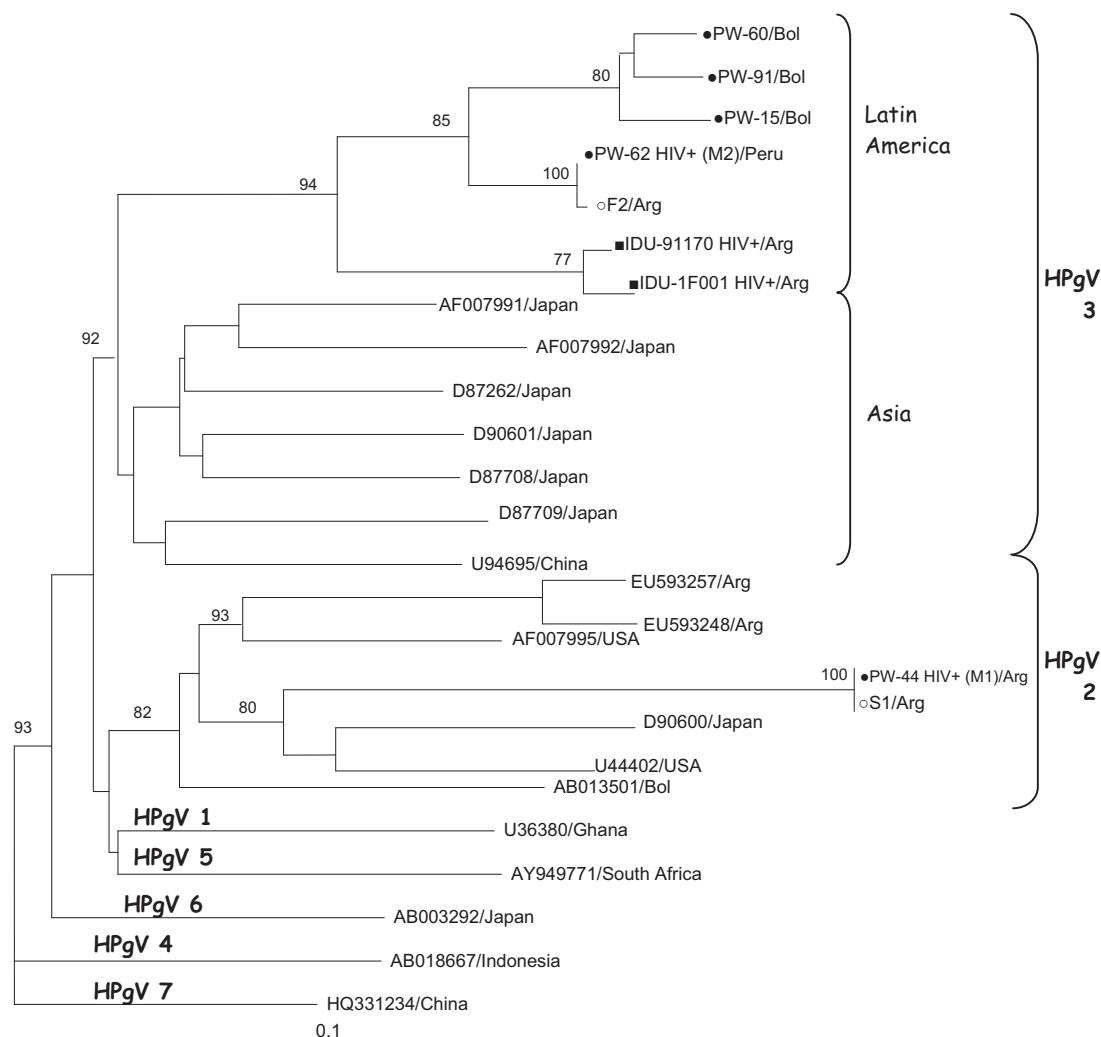 ●PW-60/Bol
80
●PW-91/Bol
●PW-15/Bol
Latin
America
85
●PW-62 HIV+ (M2)/Peru
100
94
○F2/Arg
■IDU-91170 HIV+/Arg
77
■IDU-1F001 HIV+/Arg
HPgV
3
AF007991/Japan
92
AF007992/Japan
D87262/Japan
Asia
D90601/Japan
D87708/Japan
D87709/Japan
U94695/China
EU593257/Arg
93
EU593248/Arg
AF007995/USA
HPgV
2
100
●PW-44 HIV+ (M1)/Arg
○S1/Arg
80
82
D90600/Japan
93
U44402/USA
AB013501/Bol
HPgV 1
U36380/Ghana
HPgV 5
AY949771/South Africa
HPgV 6
AB003292/Japan
HPgV 4
AB018667/Indonesia
HPgV 7
HQ331234/China
0.1